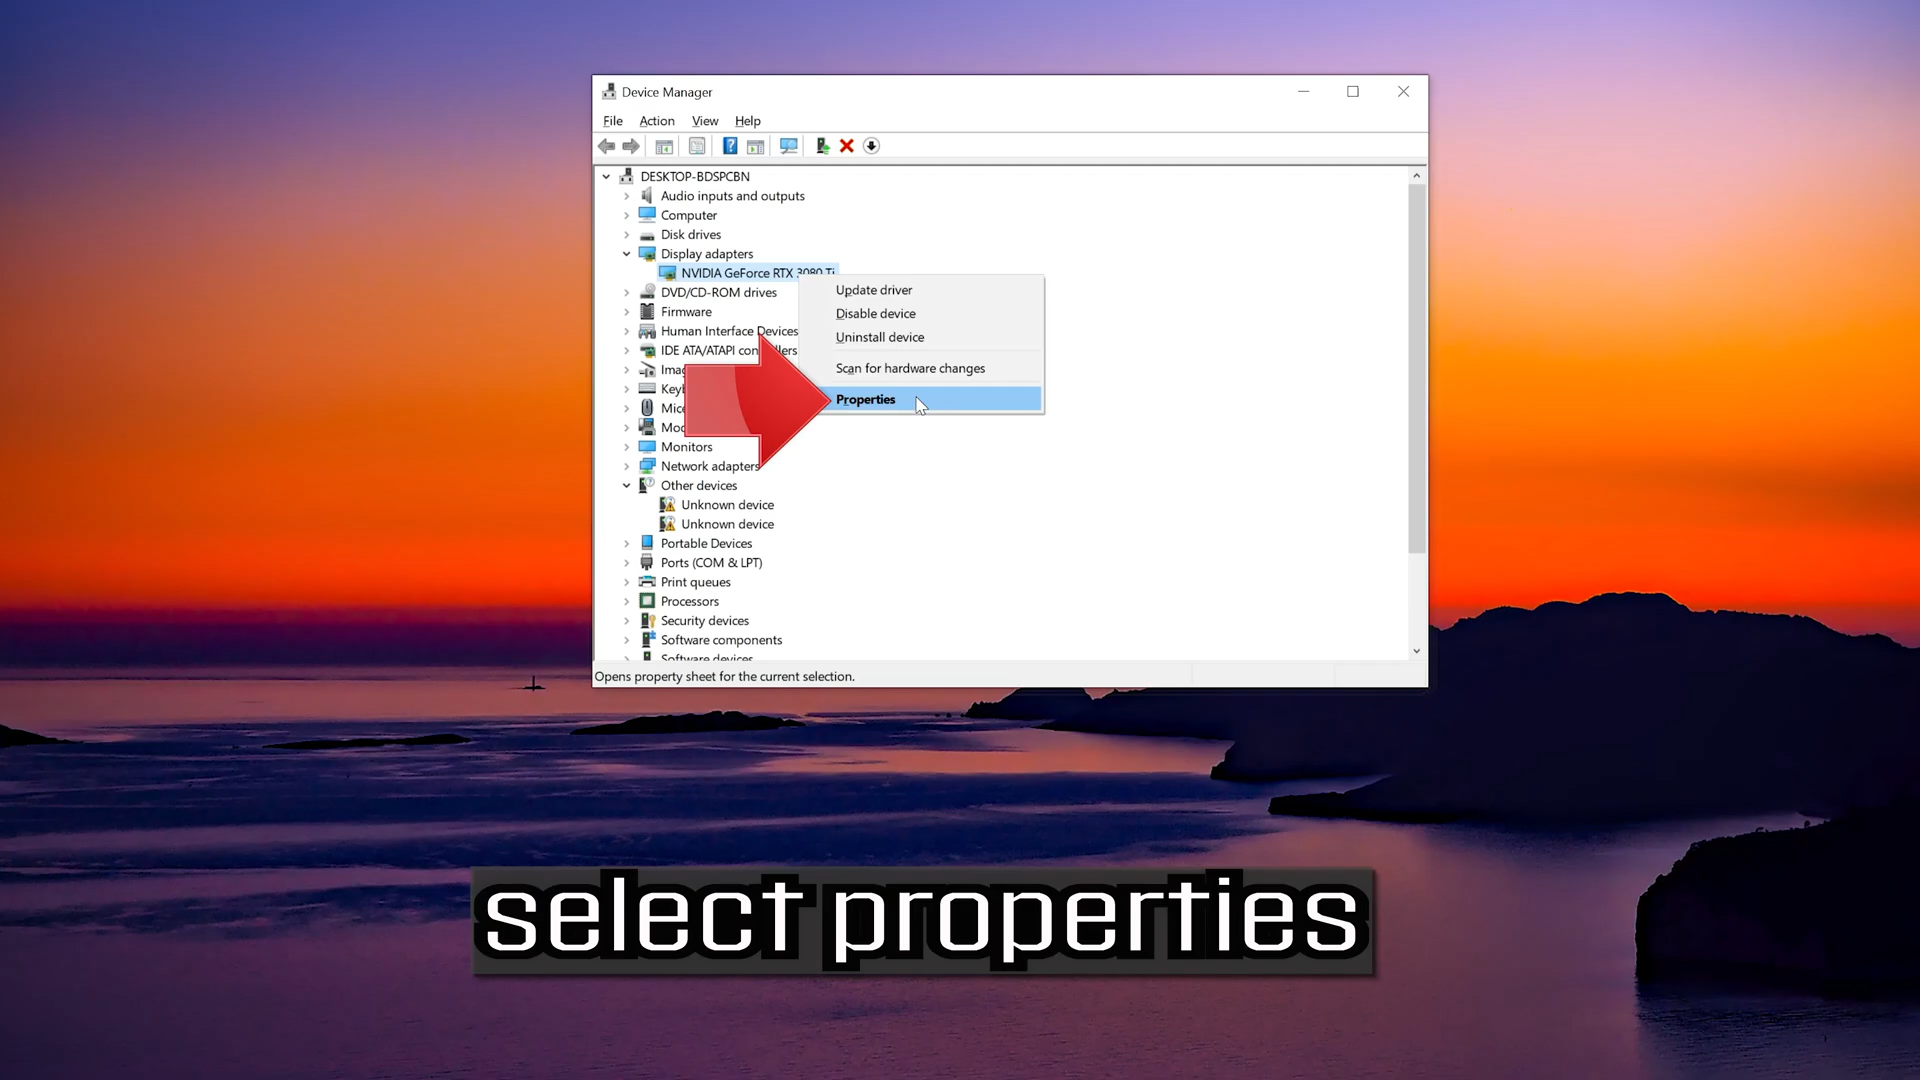 Device Manager
File Action View Help
DESKTOP-BDSPCBN
Audio inputs and outputs
Computer
Disk drives
Display adapters
NVIDIA GeForce RTX 3080 Ti
DVD/CD-ROM drives
Firmware
Human Interface Devices
IDE ATA/ATAPI controllers
Imag
Keyb
Mice
Mod
Monitors
Network adapters
Other devices
Unknown device
Unknown device
Portable Devices
Ports (COM & LPT)
Print queues
Processors
Security devices
Software components
Software devices
Update driver
Disable device
Uninstall device
Scan for hardware changes
Properties
Opens property sheet for the current selection.
select properties